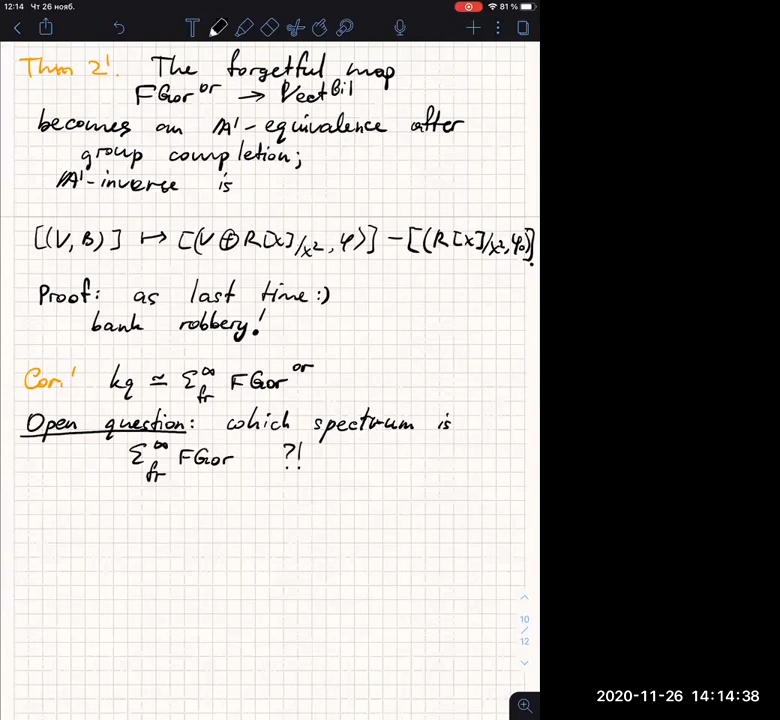 12:14 Чт 26 нояб.
81 %
Thm 2'. The forgetful map
FGor^or → Vect^Bil
becomes an A¹-equivalence after
group completion;
A¹-inverse is
[(V, B)] ↦ [(V ⊕ R[x]/x², φ)] - [(R[x]/x², φ₀)].
Proof: as last time :)
bank robbery!
Cor.' kq ≃ Σ^∞_fr FGor^or
Open question: which spectrum is
Σ^∞_fr FGor ?!
10
/
12
2020-11-26 14:14:38